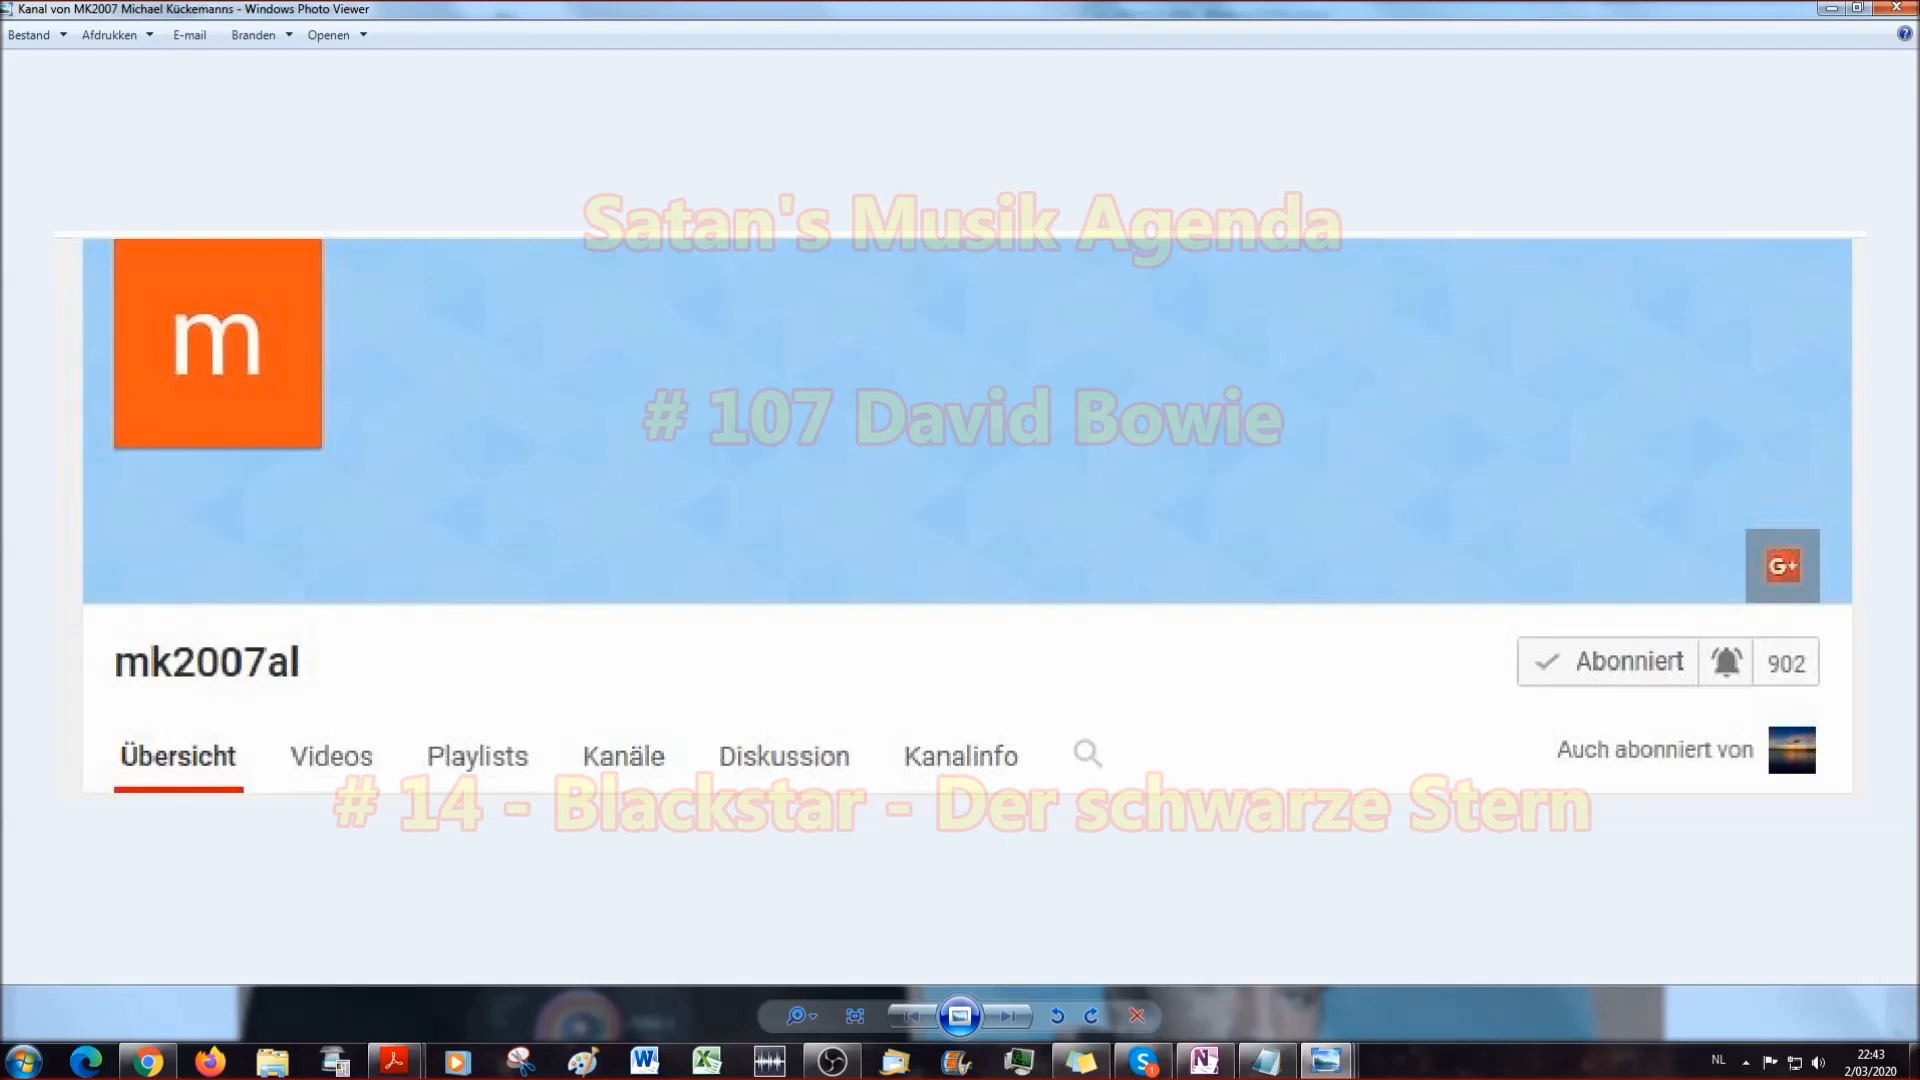 Kanal von MK2007 Michael Kückemanns - Windows Photo Viewer
Bestand Afdrukken E-mail Branden Openen
Satan's Musik Agenda
m
# 107 David Bowie
G+
mk2007al
Abonniert 902
Übersicht Videos Playlists Kanäle Diskussion Kanalinfo
Auch abonniert von
# 14 - Blackstar - Der schwarze Stern
NL
22:43
2/03/2020